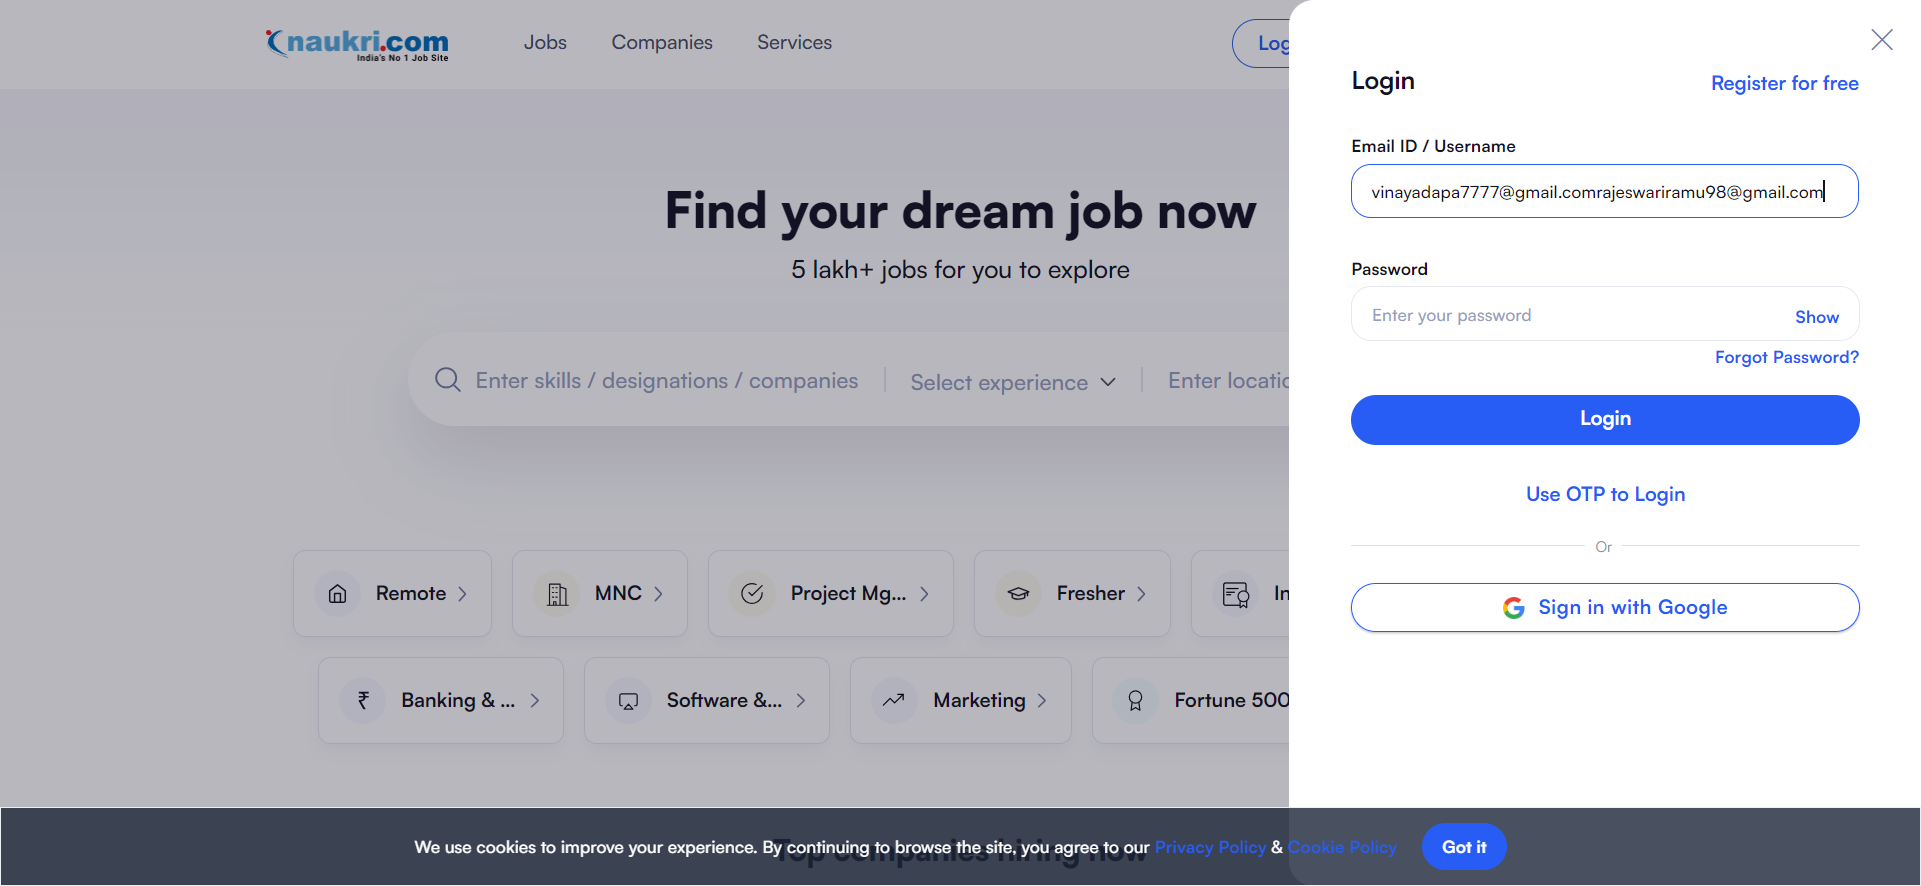 naukri.com
India's No 1 Job Site
Jobs
Companies
Services
Log
Find your dream job now
5 lakh+ jobs for you to explore
Enter skills / designations / companies
Select experience
Enter locatio
Remote
MNC
Project Mg...
Fresher
In
Banking & ...
Software &...
Marketing
Fortune 500
Login
Register for free
Email ID / Username
vinayadapa7777@gmail.comrajeswariramu98@gmail.com
Password
Enter your password
Show
Forgot Password?
Login
Use OTP to Login
Or
Sign in with Google
Top companies hiring now
We use cookies to improve your experience. By continuing to browse the site, you agree to our Privacy Policy & Cookie Policy
Got it